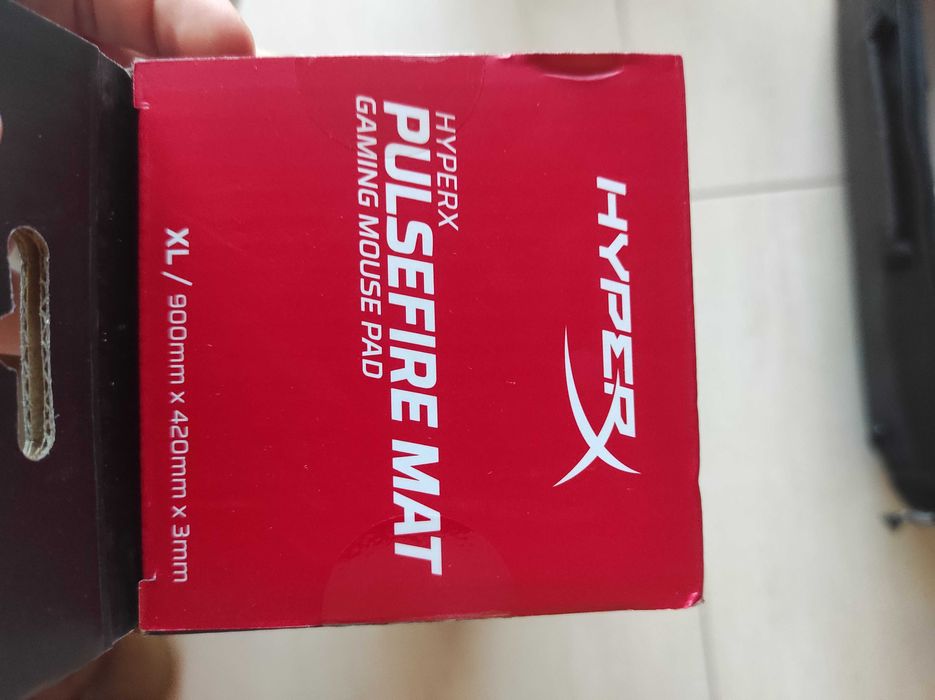 HYPERX
HYPERX
PULSEFIRE MAT
GAMING MOUSE PAD
XL / 900mm x 420mm x 3mm